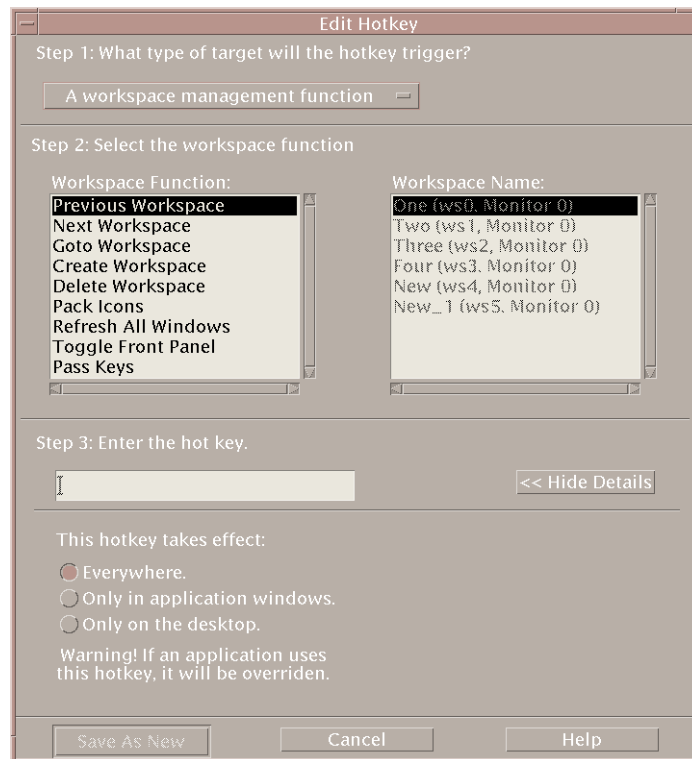 Edit Hotkey
Step 1: What type of target will the hotkey trigger?
A workspace management function
Step 2: Select the workspace function
Workspace Function:
Previous Workspace
Next Workspace
Goto Workspace
Create Workspace
Delete Workspace
Pack Icons
Refresh All Windows
Toggle Front Panel
Pass Keys
Workspace Name:
One (ws0, Monitor 0)
Two (ws1, Monitor 0)
Three (ws2, Monitor 0)
Four (ws3, Monitor 0)
New (ws4, Monitor 0)
New_1 (ws5, Monitor 0)
Step 3: Enter the hot key.
<< Hide Details
This hotkey takes effect:
Everywhere.
Only in application windows.
Only on the desktop.
Warning! If an application uses
this hotkey, it will be overriden.
Save As New
Cancel
Help